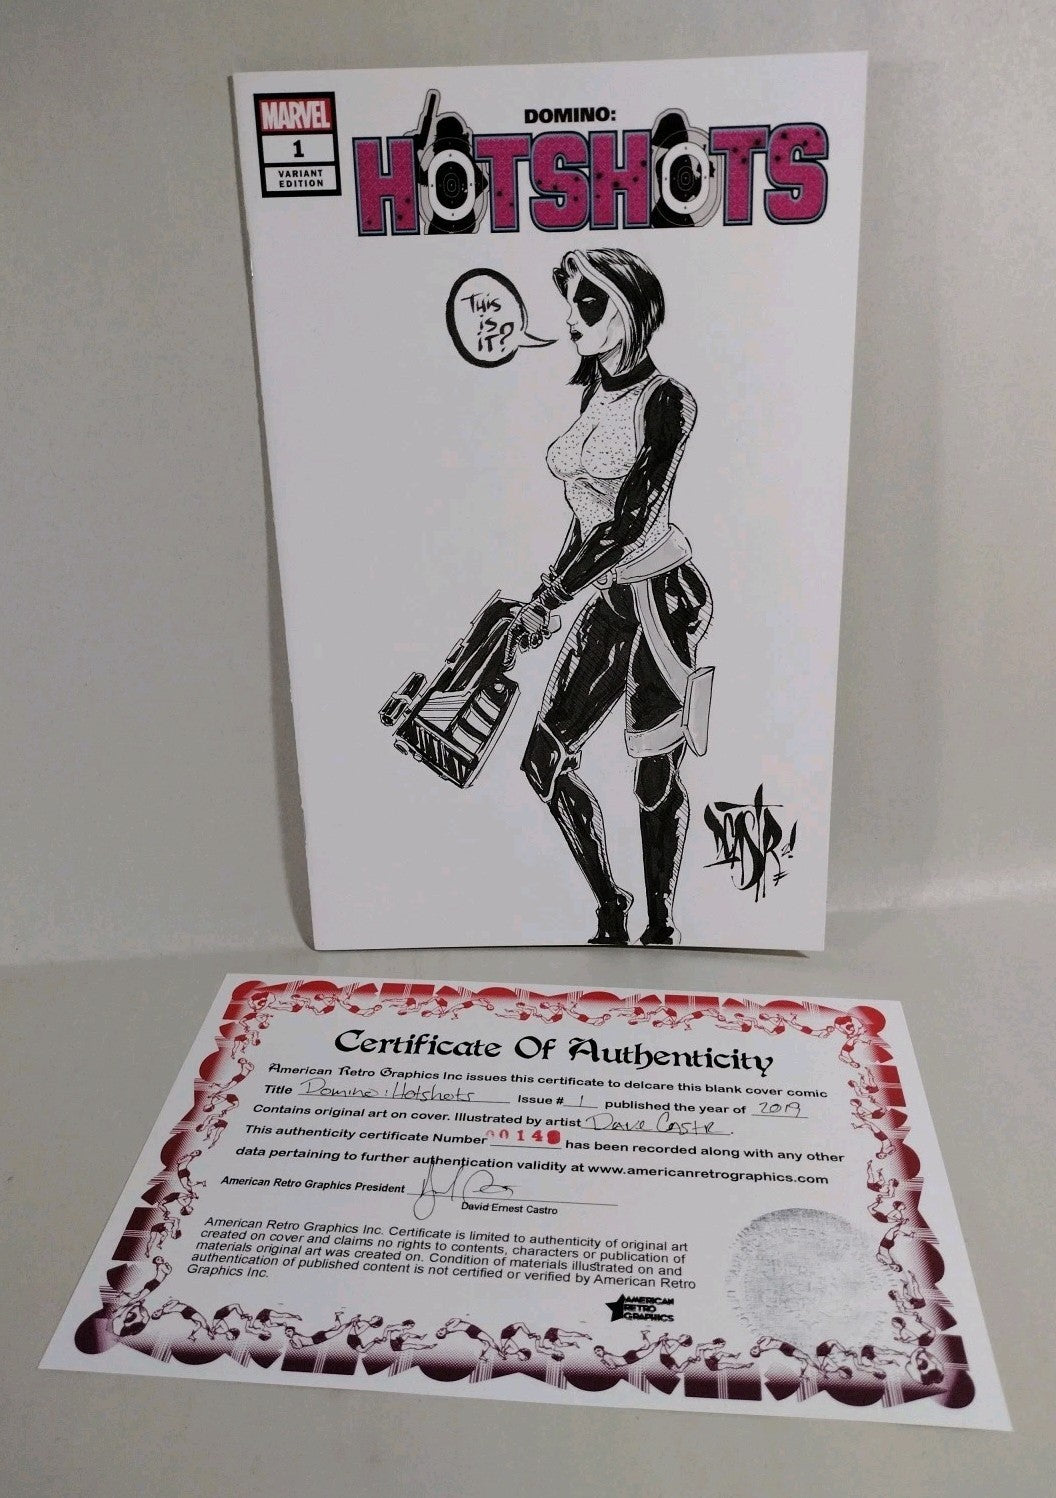 MARVEL
1
VARIANT
EDITION
DOMINO:
HOTSHOTS
THIS
IS
IT?
Certificate Of Authenticity
American Retro Graphics Inc issues this certificate to delcare this blank cover comic
Title Domino: Hotshots Issue # 1 published the year of 2019
Contains original art on cover. Illustrated by artist Dave Castr.
This authenticity certificate Number has been recorded along with any other
data pertaining to further authentication validity at www.americanretrographics.com
American Retro Graphics President
David Ernest Castro
American Retro Graphics Inc. Certificate is limited to authenticity of original art
created on cover and claims no rights to contents, characters or publication of
materials original art was created on. Condition of materials illustrated on and
authentication of published content is not certified or verified by American Retro
Graphics Inc.
AMERICAN
RETRO
GRAPHICS